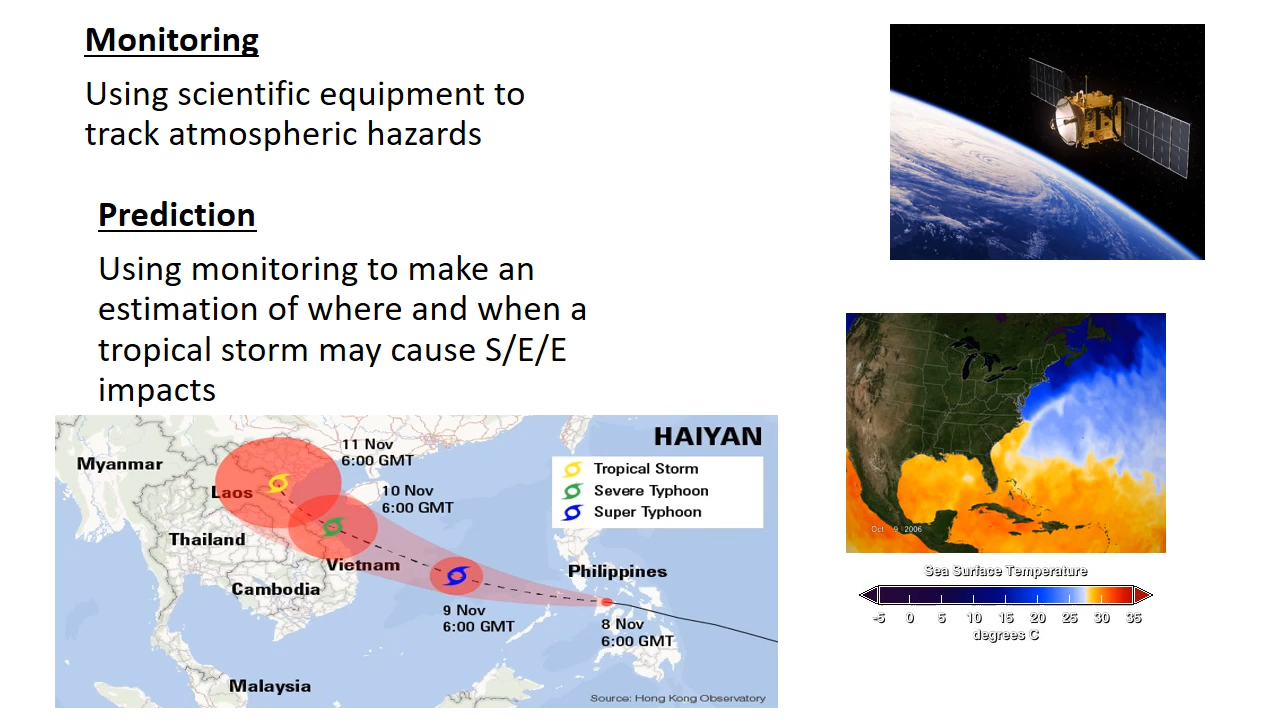 Monitoring
Using scientific equipment to
track atmospheric hazards
Prediction
Using monitoring to make an
estimation of where and when a
tropical storm may cause S/E/E
impacts
HAIYAN
Tropical Storm
Severe Typhoon
Super Typhoon
11 Nov
6:00 GMT
10 Nov
6:00 GMT
9 Nov
6:00 GMT
8 Nov
6:00 GMT
Myanmar
Laos
Thailand
Vietnam
Cambodia
Philippines
Malaysia
Source: Hong Kong Observatory
Oct 9 2006
Sea Surface Temperature
-5 0 5 10 15 20 25 30 35
degrees C